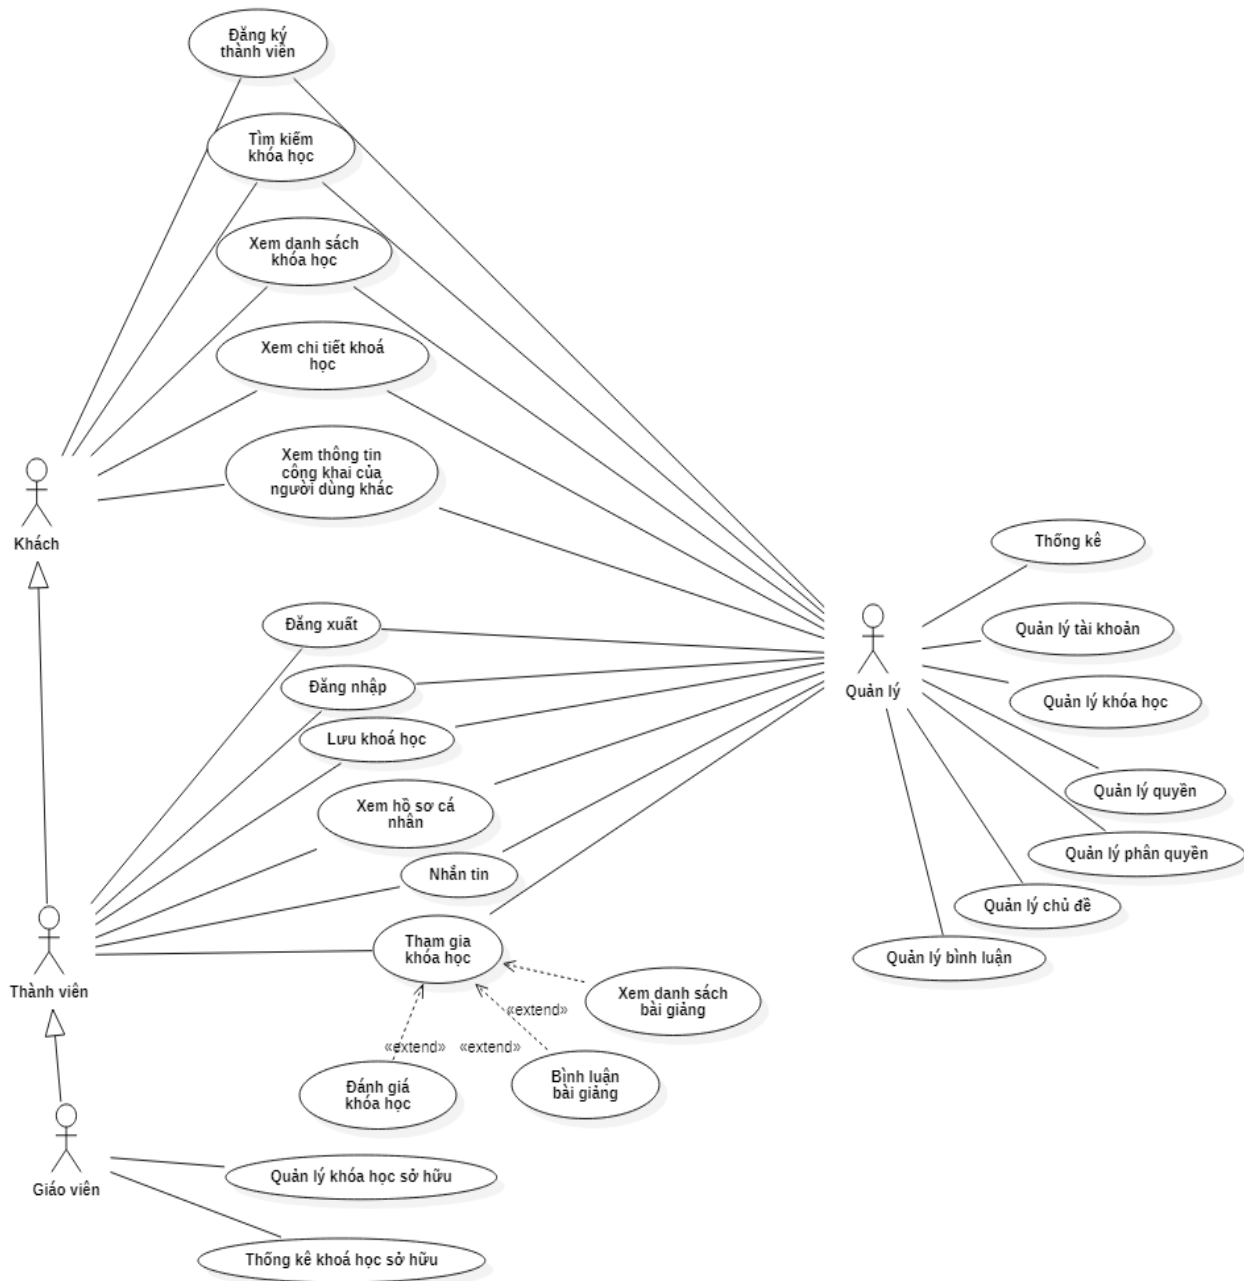 Đăng ký
thành viên
Tìm kiếm
khóa học
Xem danh sách
khóa học
Xem chi tiết khoá
học
Xem thông tin
công khai của
người dùng khác
Khách
Thống kê
Đăng xuất
Quản lý tài khoản
Đăng nhập
Quản lý
Quản lý khóa học
Lưu khoá học
Quản lý quyền
Xem hồ sơ cá
nhân
Quản lý phân quyền
Nhắn tin
Quản lý chủ đề
Tham gia
khóa học
Quản lý bình luận
Thành viên
Xem danh sách
bài giảng
«extend»
«extend»
«extend»
Đánh giá
khóa học
Bình luận
bài giảng
Quản lý khóa học sở hữu
Giáo viên
Thống kê khoá học sở hữu